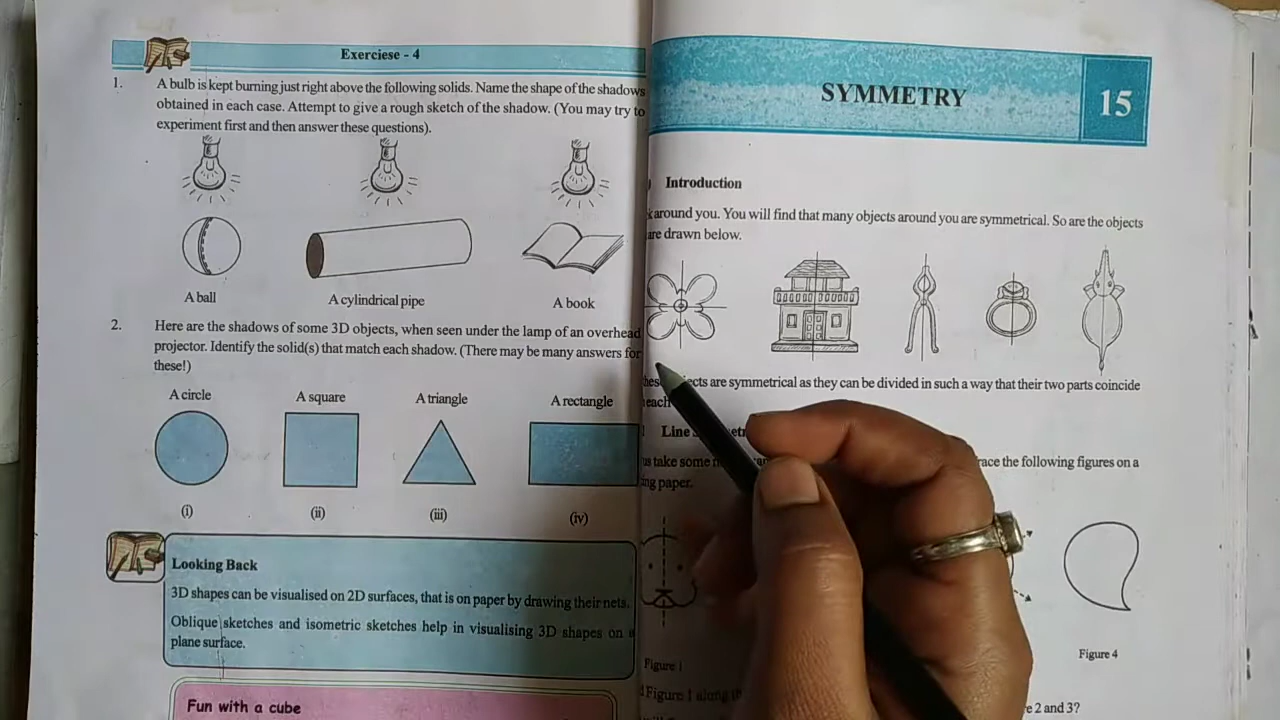 Exerciese - 4
1. A bulb is kept burning just right above the following solids. Name the shape of the shadows
obtained in each case. Attempt to give a rough sketch of the shadow. (You may try to
experiment first and then answer these questions).
A ball
A cylindrical pipe
A book
2. Here are the shadows of some 3D objects, when seen under the lamp of an overhead
projector. Identify the solid(s) that match each shadow. (There may be many answers for
these!)
A circle
A square
A triangle
A rectangle
(i)
(ii)
(iii)
(iv)
Looking Back
3D shapes can be visualised on 2D surfaces, that is on paper by drawing their nets.
Oblique sketches and isometric sketches help in visualising 3D shapes on a
plane surface.
Fun with a cube
SYMMETRY
15
Introduction
around you. You will find that many objects around you are symmetrical. So are the objects
are drawn below.
are symmetrical as they can be divided in such a way that their two parts coincide
each
Line
take some
the following figures on a
paper.
Figure 1
Figure 4
Figure 1 along
2 and 3?